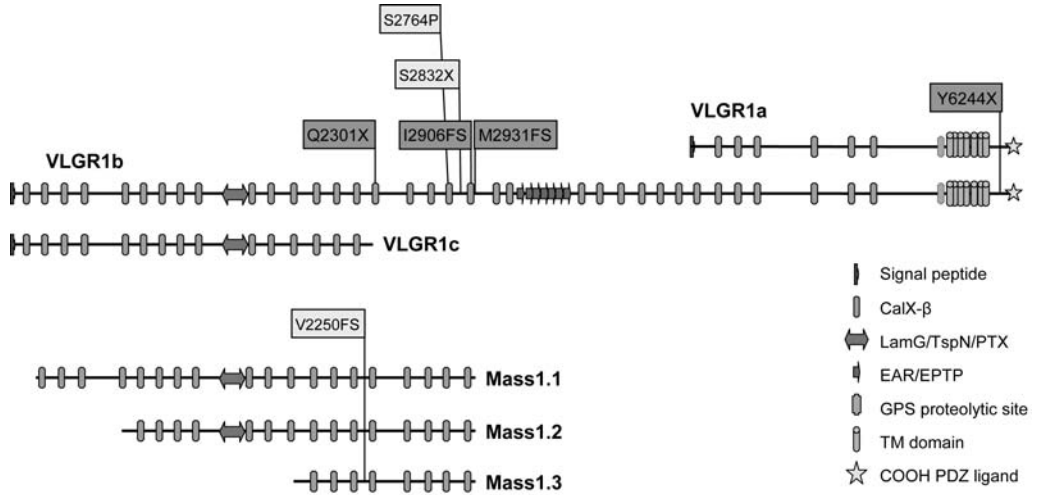 S2764P
S2832X
Q2301X
I2906FS
M2931FS
Y6244X
VLGR1a
VLGR1b
VLGR1c
V2250FS
Mass1.1
Mass1.2
Mass1.3
Signal peptide
CalX-β
LamG/TspN/PTX
EAR/EPTP
GPS proteolytic site
TM domain
COOH PDZ ligand